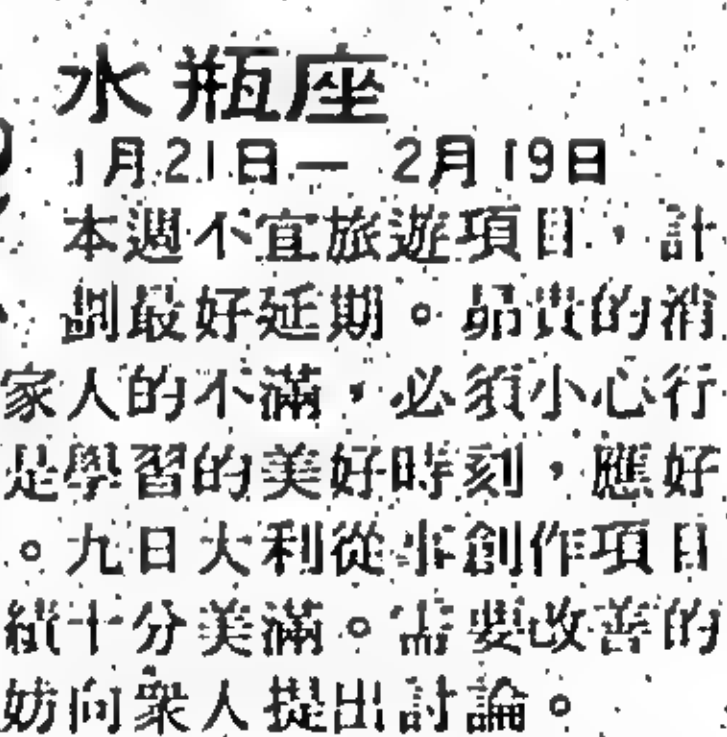 水瓶座
1月21日— 2月19日
本週不宜旅遊項目，計
劃最好延期。昂貴的消
家人的不滿，必須小心行
是學習的美好時刻，應好
。九日大利從事創作項目
績十分美滿。需要改善的
妨向衆人提出討論。